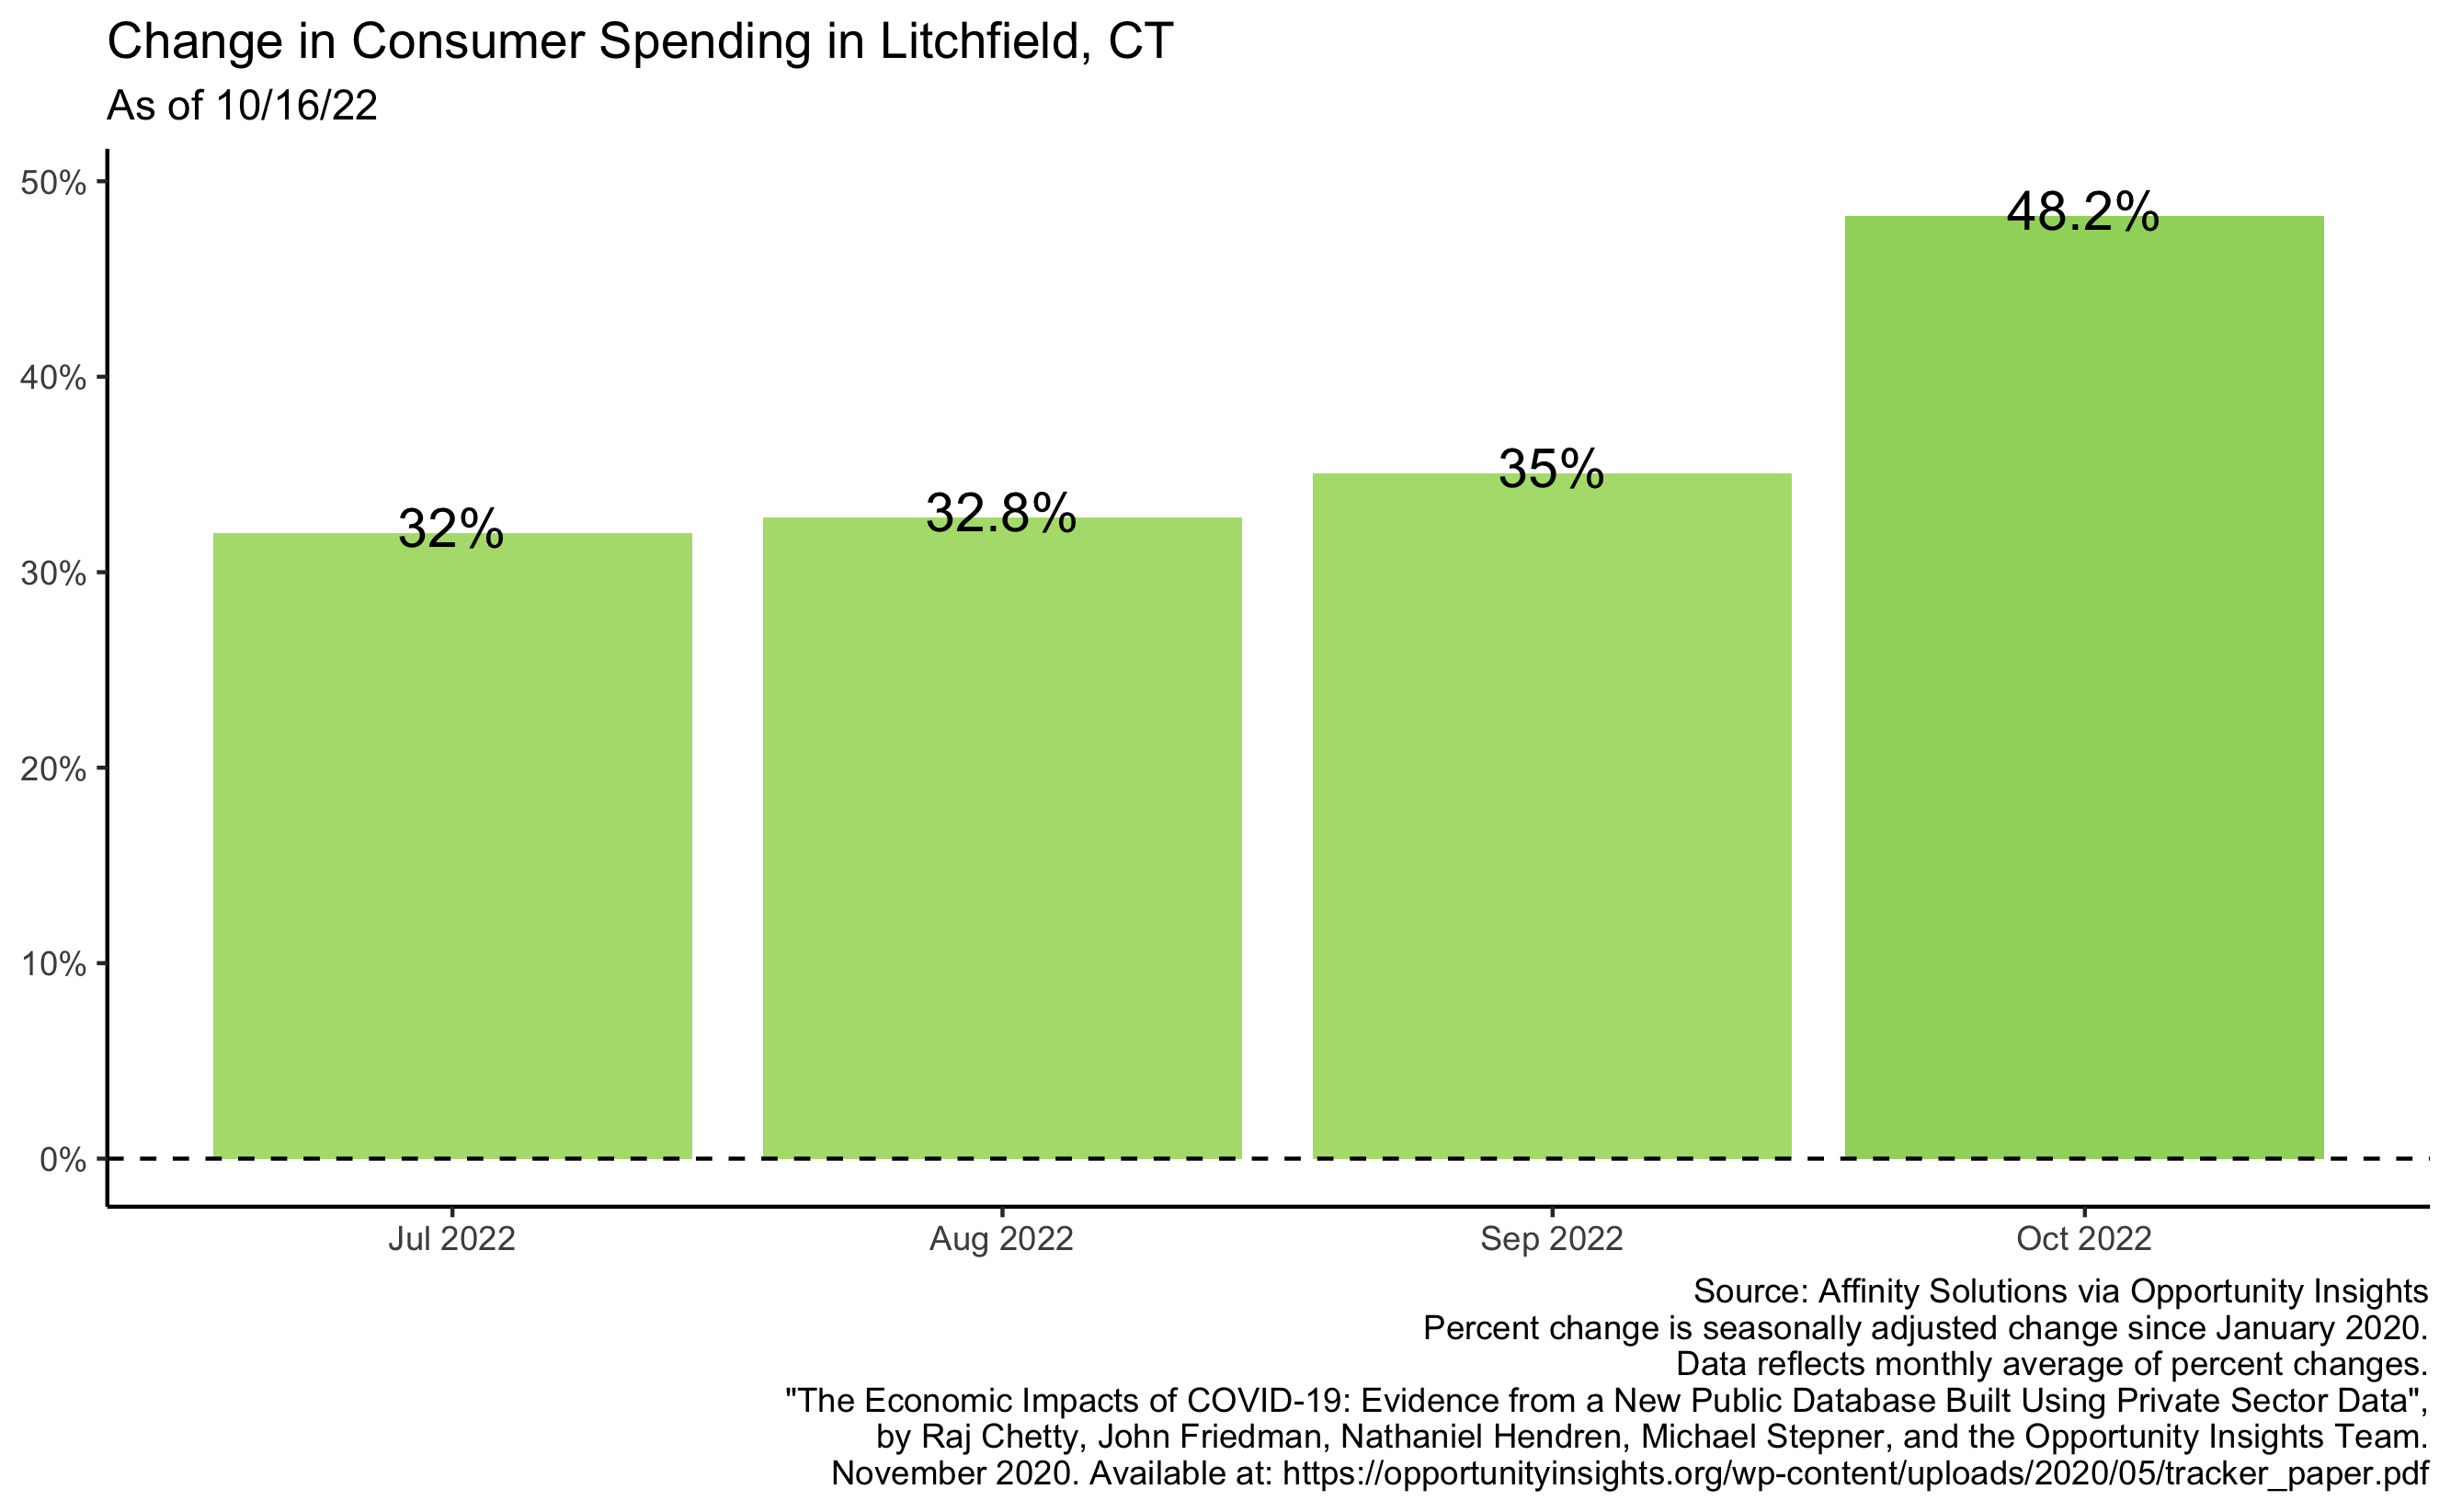 Change in Consumer Spending in Litchfield, CT
As of 10/16/22
50%
40%
30%
20%
10%
0%
32%
32.8%
35%
48.2%
Jul 2022
Aug 2022
Sep 2022
Oct 2022
Source: Affinity Solutions via Opportunity Insights
Percent change is seasonally adjusted change since January 2020.
Data reflects monthly average of percent changes.
"The Economic Impacts of COVID-19: Evidence from a New Public Database Built Using Private Sector Data",
by Raj Chetty, John Friedman, Nathaniel Hendren, Michael Stepner, and the Opportunity Insights Team.
November 2020. Available at: https://opportunityinsights.org/wp-content/uploads/2020/05/tracker_paper.pdf